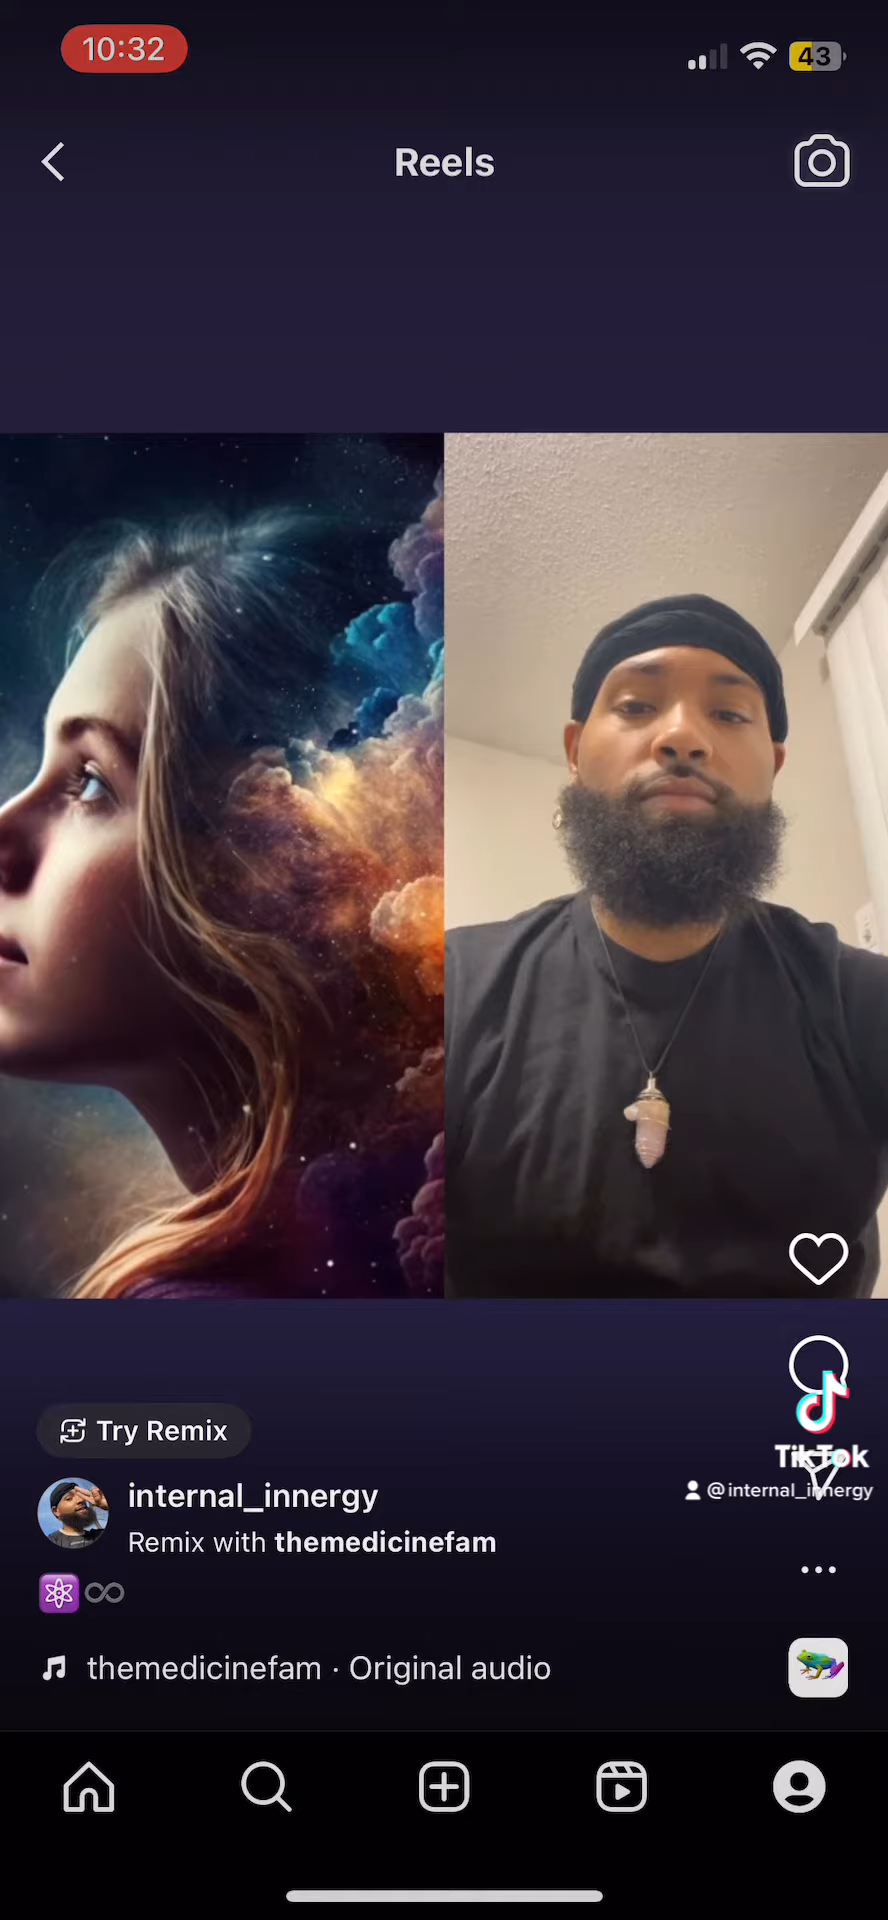 10:32
43
Reels
Try Remix
internal_innergy
Remix with themedicinefam
TikTok
@internal_innergy
themedicinefam · Original audio